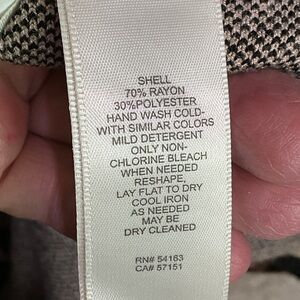 SHELL
70% RAYON
30%POLYESTER
HAND WASH COLD-
WITH SIMILAR COLORS
MILD DETERGENT
ONLY NON-
CHLORINE BLEACH
WHEN NEEDED
RESHAPE,
LAY FLAT TO DRY
COOL IRON
AS NEEDED
MAY BE
DRY CLEANED
RN# 54163
CA# 57151